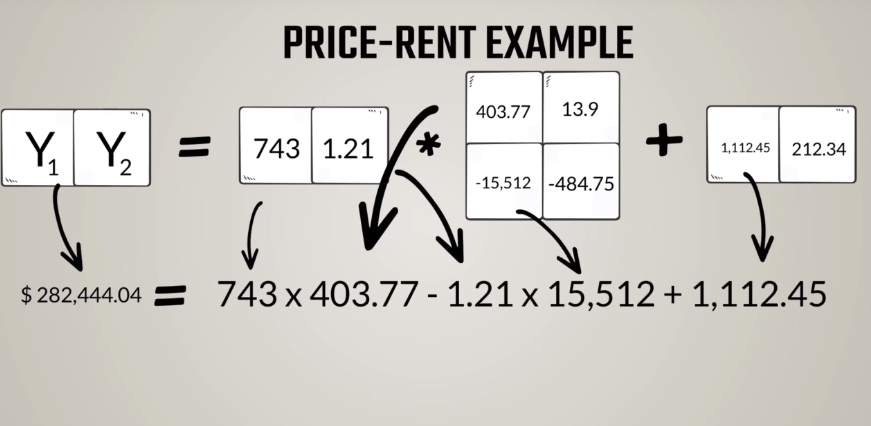 PRICE-RENT EXAMPLE
Y1 Y2 = 743 1.21 * 403.77 13.9 + 1,112.45 212.34
-15,512 -484.75
$ 282,444.04 = 743 x 403.77 - 1.21 x 15,512 + 1,112.45